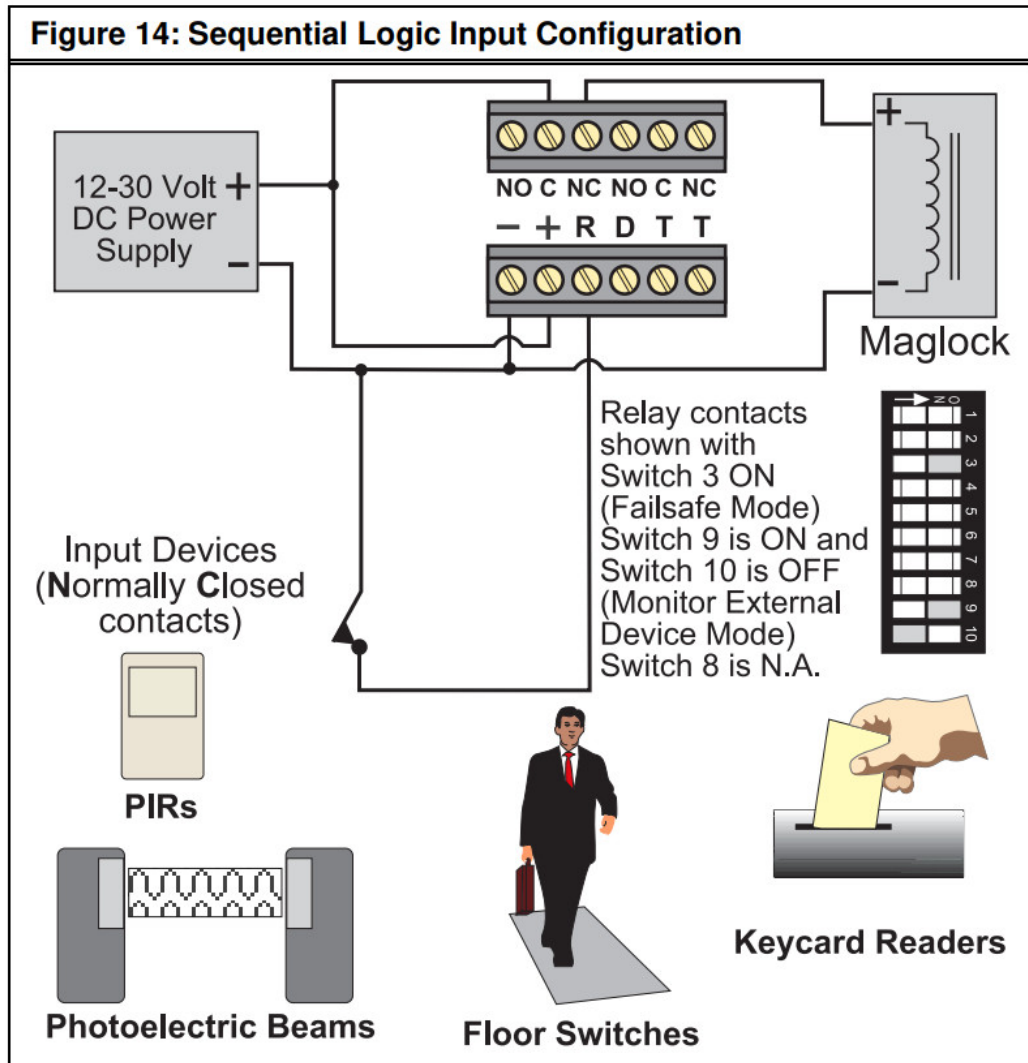 Figure 14: Sequential Logic Input Configuration
12-30 Volt +
DC Power
Supply −
NO C NC NO C NC
− + R D T T
+
−
Maglock
Relay contacts
shown with
Switch 3 ON
(Failsafe Mode)
Switch 9 is ON and
Switch 10 is OFF
(Monitor External
Device Mode)
Switch 8 is N.A.
ON
1
2
3
4
5
6
7
8
9
10
Input Devices
(Normally Closed
contacts)
PIRs
Photoelectric Beams
Floor Switches
Keycard Readers